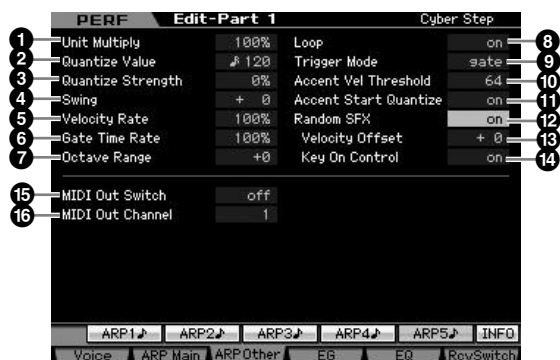 PERF Edit-Part 1 Cyber Step
1 Unit Multiply 100% Loop on 8
2 Quantize Value ♪120 Trigger Mode gate 9
3 Quantize Strength 0% Accent Vel Threshold 64 10
4 Swing + 0 Accent Start Quantize on 11
5 Velocity Rate 100% Random SFX on 12
6 Gate Time Rate 100% Velocity Offset + 0 13
7 Octave Range +0 Key On Control on 14
15 MIDI Out Switch off
16 MIDI Out Channel 1
ARP1♪ ARP2♪ ARP3♪ ARP4♪ ARP5♪ INFO
Voice ARP Main ARP Other EG EQ RcvSwitch